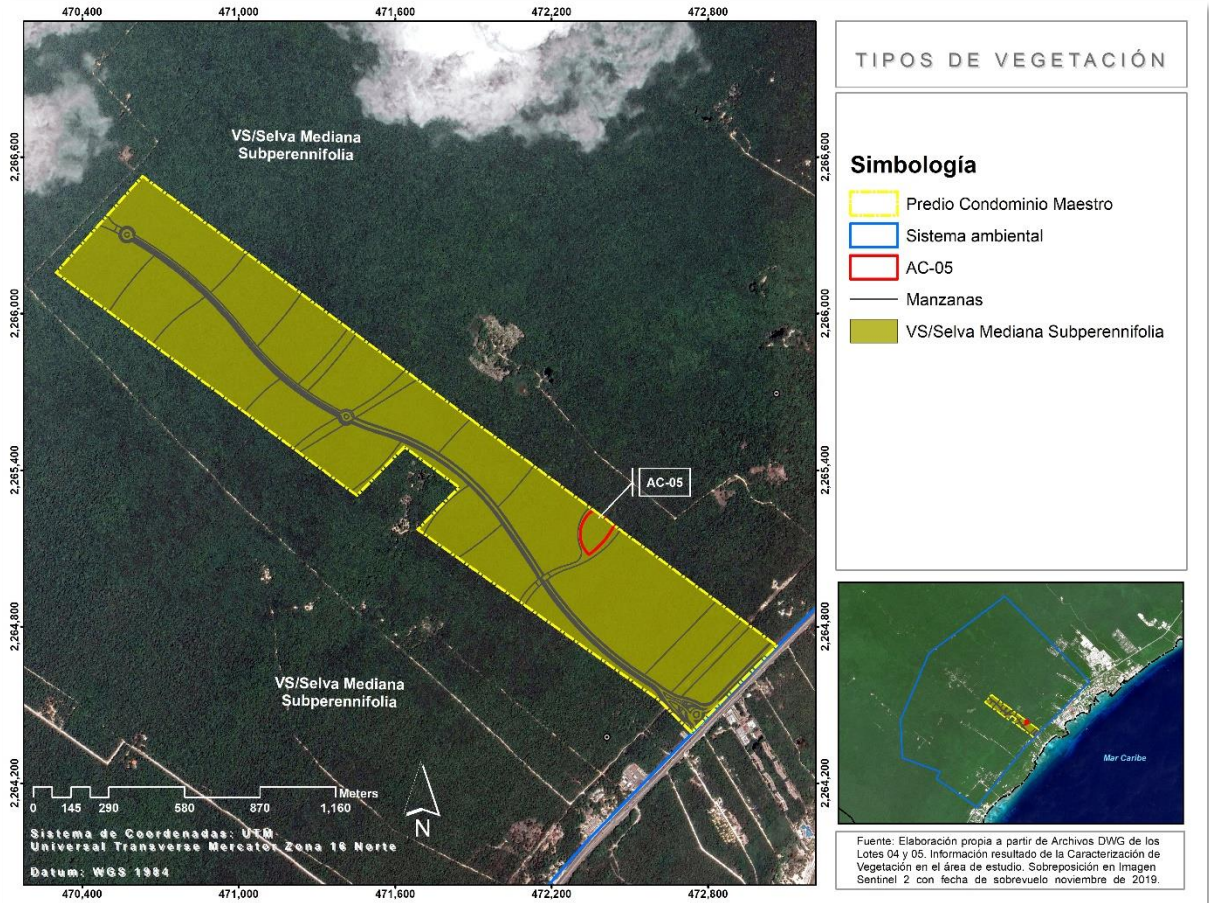 470,400 471,000 471,600 472,200 472,800
2,266,600
2,266,000
2,265,400
2,264,800
2,264,200
VS/Selva Mediana
Subperennifolia
AC-05
VS/Selva Mediana
Subperennifolia
Meters
0 145 290 580 870 1,160
N
Sistema de Coordenadas: UTM
Universal Transverse Mercator Zona 16 Norte
Datum: WGS 1984
2,266,600
2,266,000
2,265,400
2,264,800
2,264,200
470,400 471,000 471,600 472,200 472,800
TIPOS DE VEGETACIÓN
Simbología
Predio Condominio Maestro
Sistema ambiental
AC-05
Manzanas
VS/Selva Mediana Subperennifolia
Mar Caribe
Fuente: Elaboración propia a partir de Archivos DWG de los
Lotes 04 y 05. Información resultado de la Caracterización de
Vegetación en el área de estudio. Sobreposición en Imagen
Sentinel 2 con fecha de sobrevuelo noviembre de 2019.